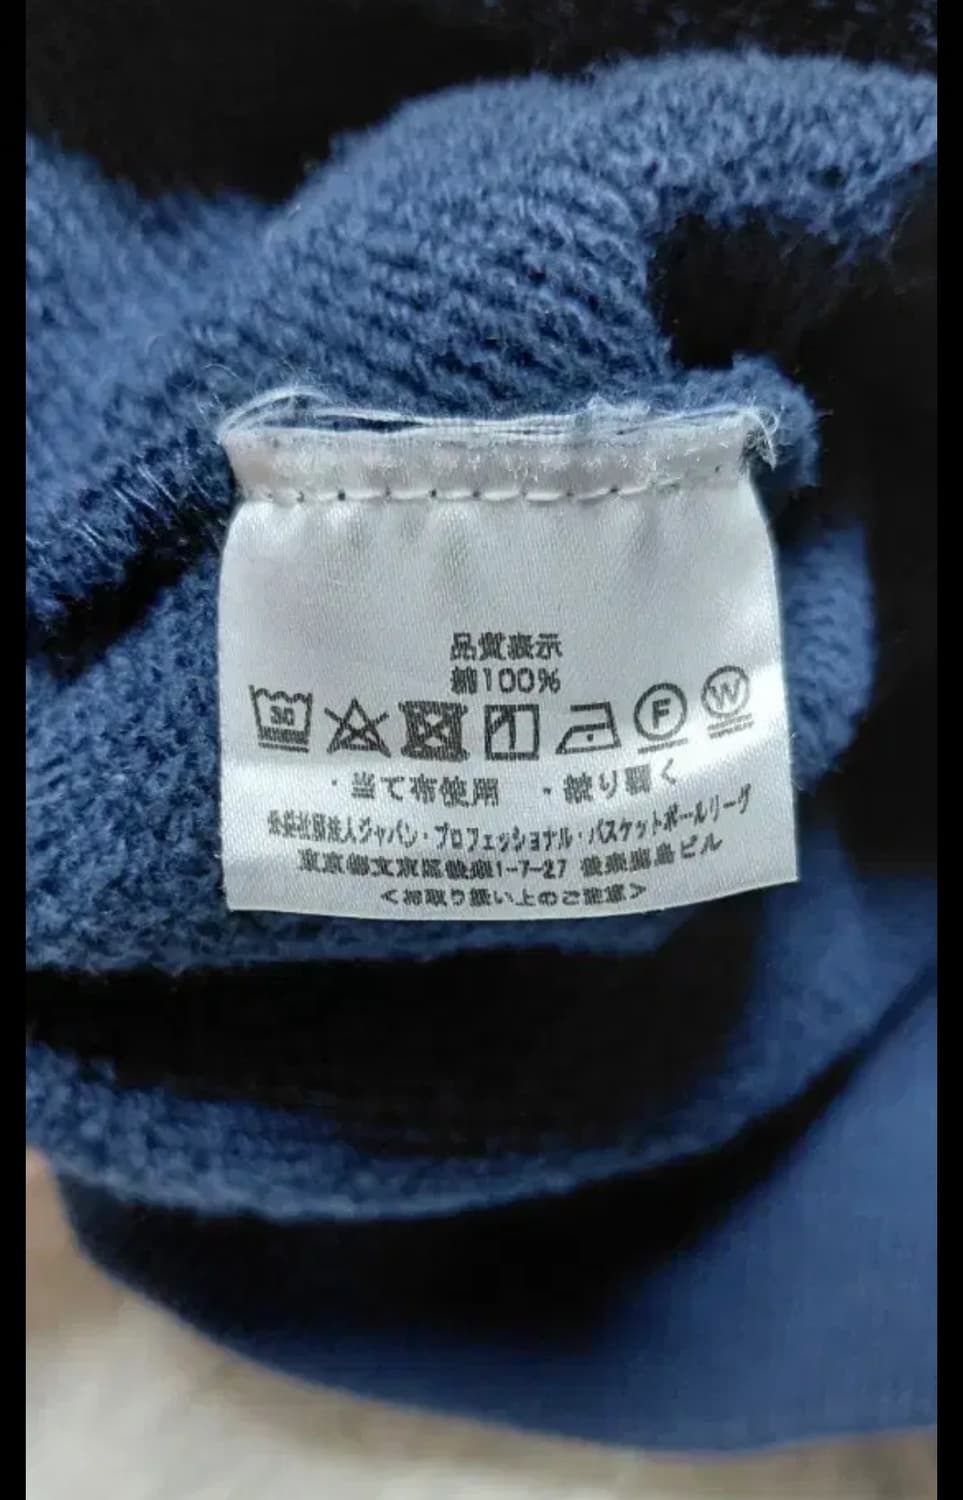 品質表示
綿100%
30 F W
・当て布使用 ・裏り弱く
公益社団法人ジャパン・プロフェッショナル・バスケットボールリーグ
東京都文京区後楽1-7-27 後楽鹿島ビル
<お取り扱い上のご注意>